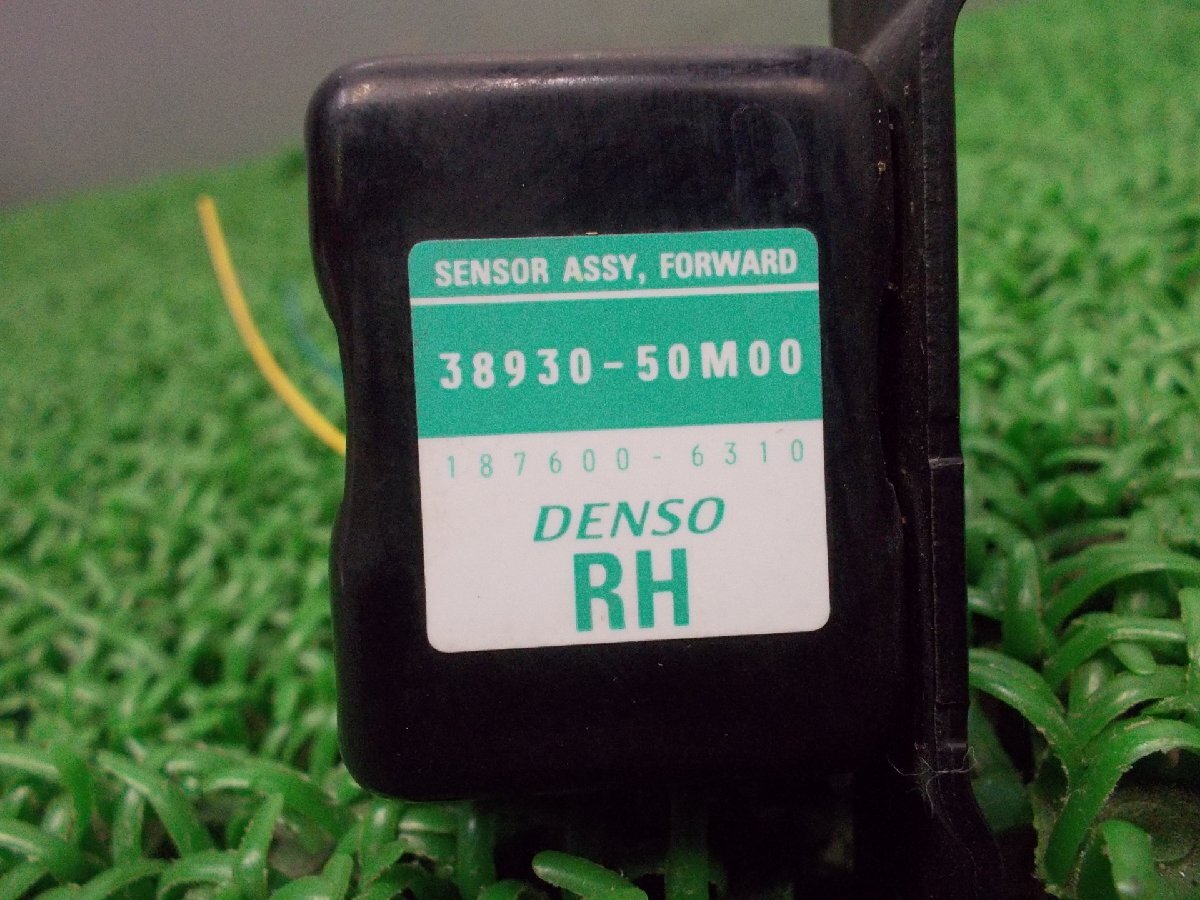 SENSOR ASSY, FORWARD
38930-50M00
187600-6310
DENSO
RH